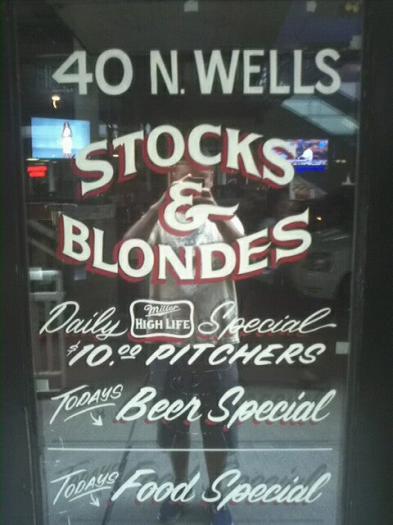 40 N. WELLS
STOCKS
&
BLONDES
Daily Miller HIGH LIFE Special
$10.00 PITCHERS
TODAYS Beer Special
TODAYS Food Special